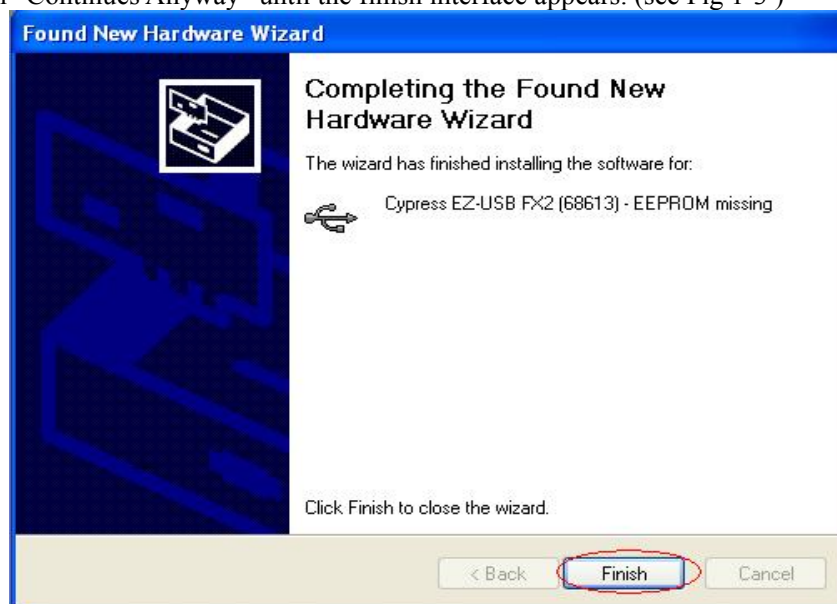 "Continues Anyway" until the finish interface appears. (see Fig 1-3 )
Found New Hardware Wizard
Completing the Found New
Hardware Wizard
The wizard has finished installing the software for:
Cypress EZ-USB FX2 (68613) - EEPROM missing
Click Finish to close the wizard.
< Back
Finish
Cancel